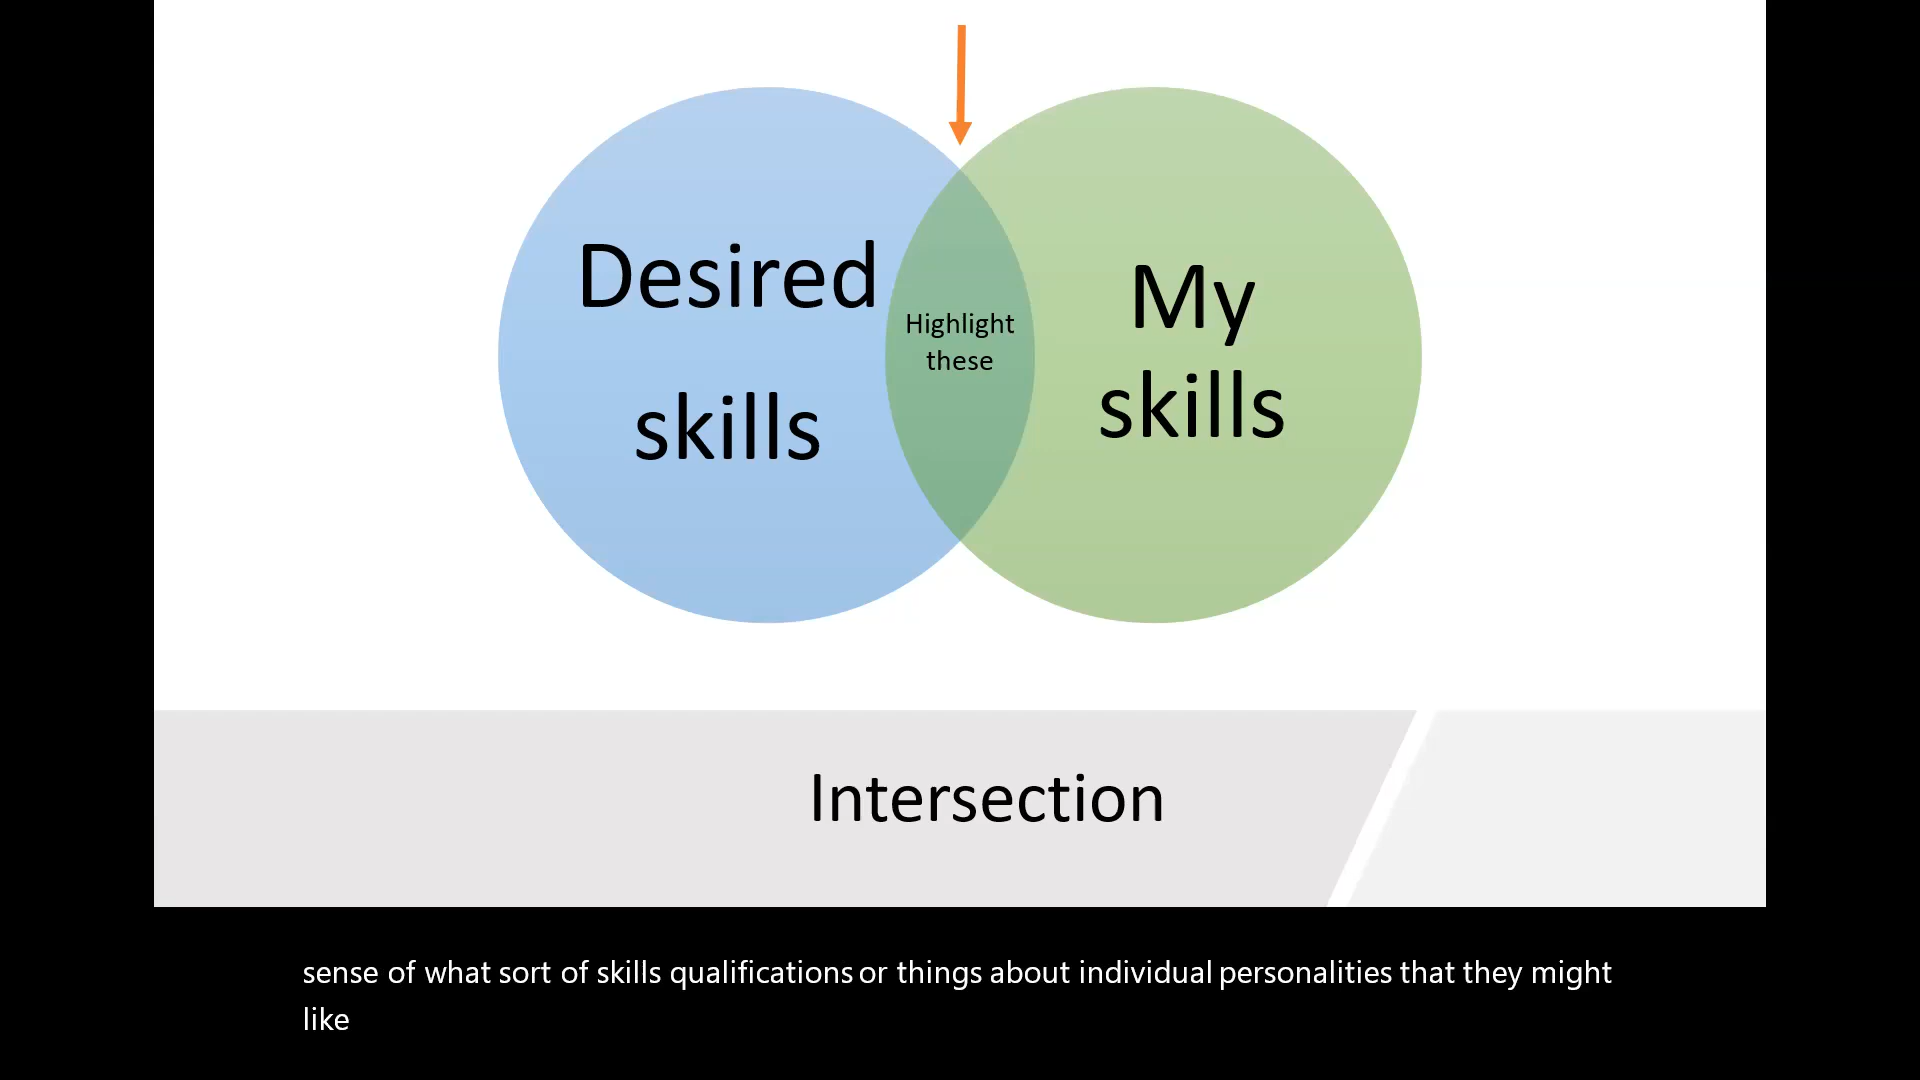 Desired
skills
Highlight
these
My
skills
Intersection
sense of what sort of skills qualifications or things about individual personalities that they might
like